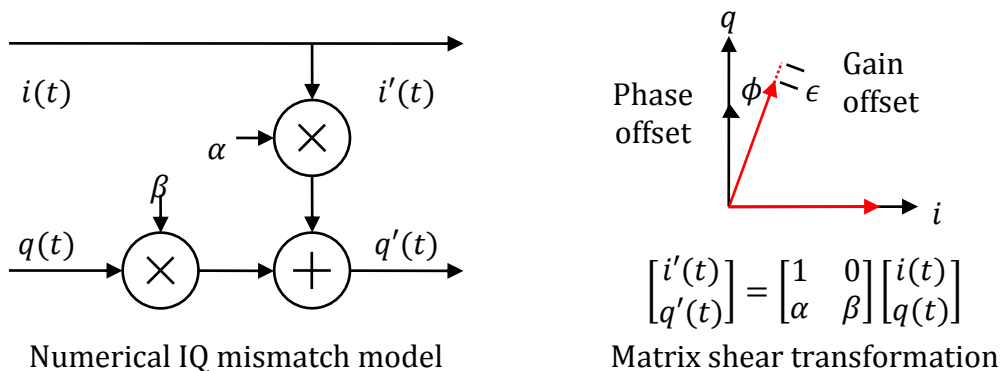 i(t)
i′(t)
α
β
q(t)
q′(t)
Numerical IQ mismatch model
q
Phase
offset
ϕ
ϵ
Gain
offset
i
[i′(t) q′(t)] = [1 0 α β] [i(t) q(t)]
Matrix shear transformation